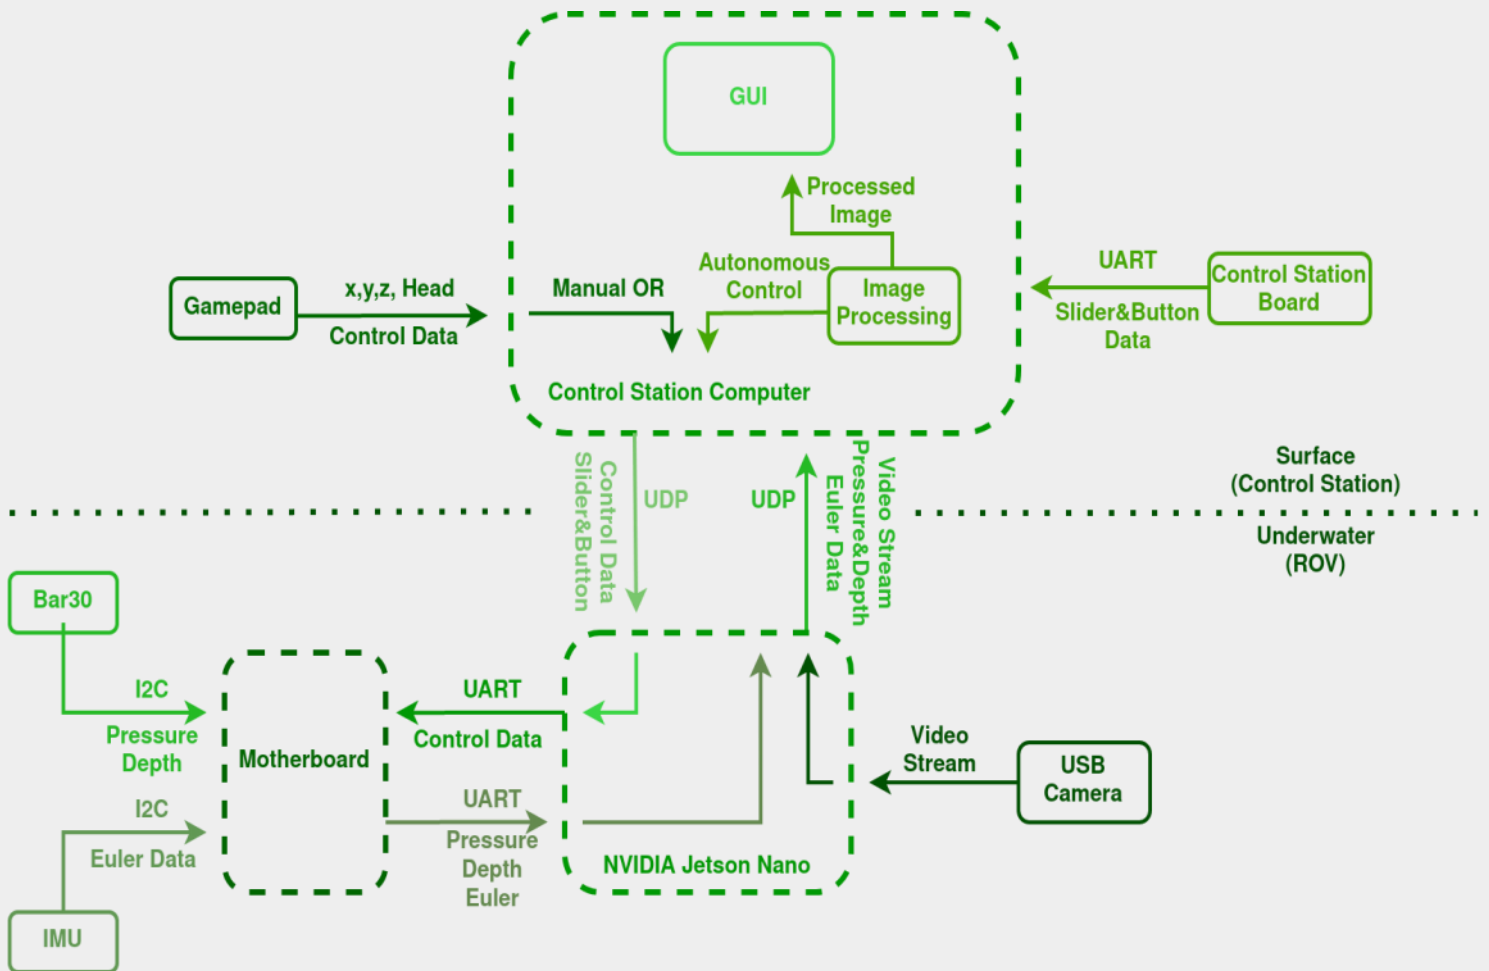 GUI
Processed
Image
Autonomous
Control
Image
Processing
Manual OR
Gamepad
x,y,z, Head
Control Data
UART
Slider&Button
Data
Control Station
Board
Control Station Computer
Control Data
Slider&Button
UDP
UDP
Video Stream
Pressure&Depth
Euler Data
Surface
(Control Station)
Underwater
(ROV)
Bar30
I2C
Pressure
Depth
I2C
Euler Data
IMU
Motherboard
UART
Control Data
UART
Pressure
Depth
Euler
NVIDIA Jetson Nano
Video
Stream
USB
Camera